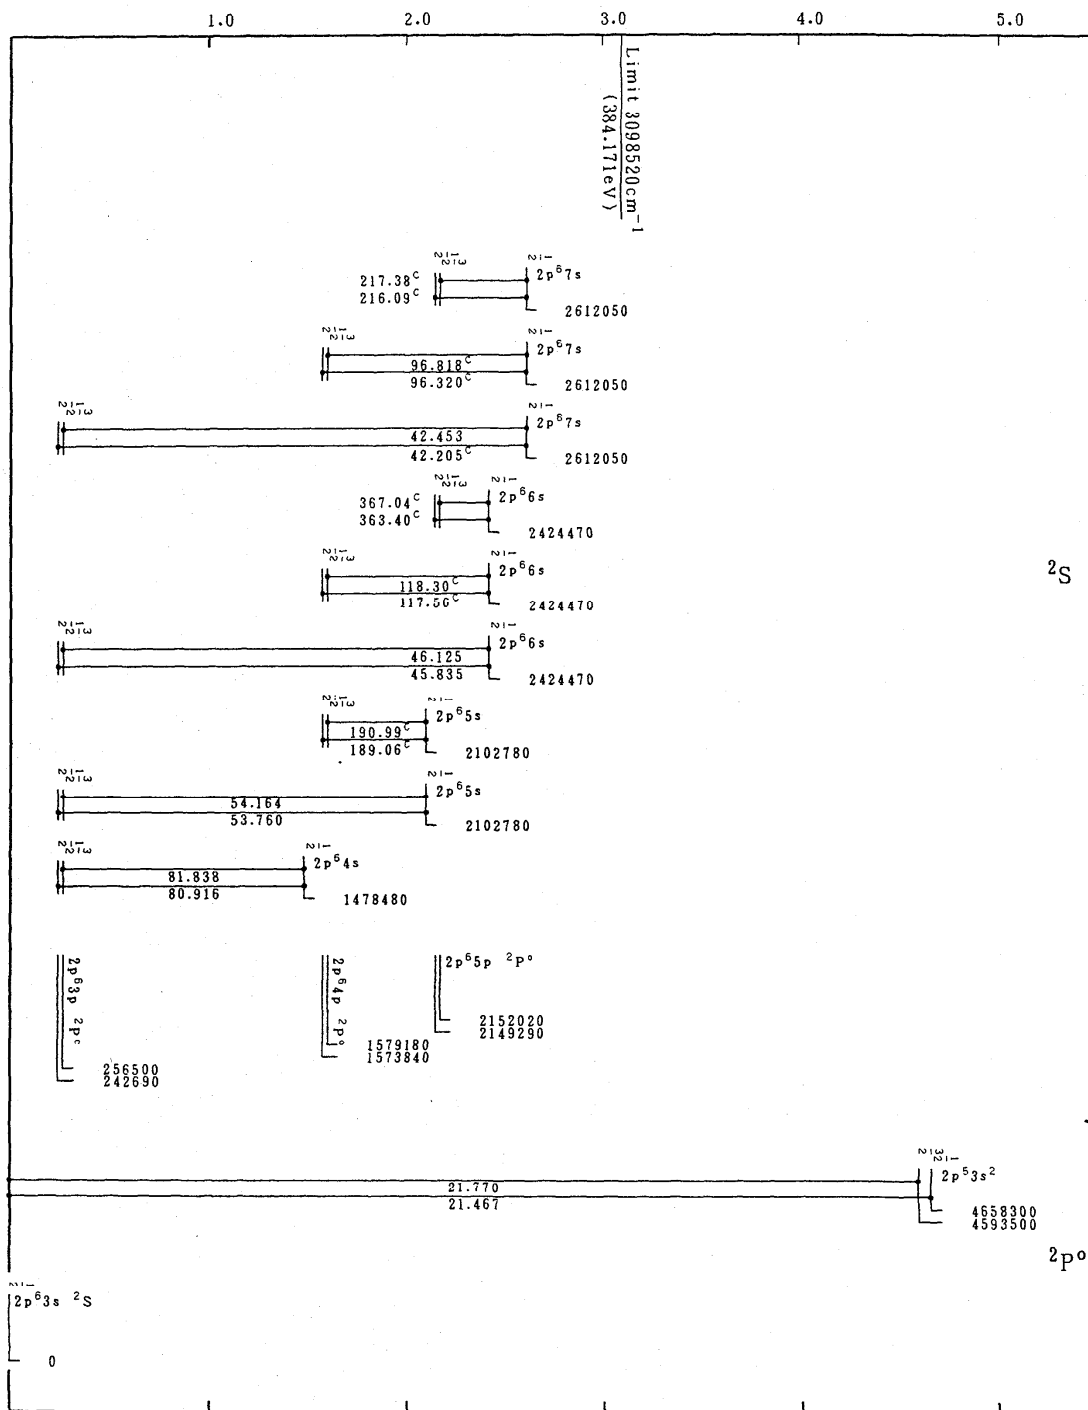 1.0 2.0 3.0 4.0 5.0
Limit 3098520cm⁻¹
(384.171eV)
1/2 3/2 1/2
217.38ᶜ 2p⁶7s
216.09ᶜ
2612050
1/2 3/2 1/2
2p⁶7s
96.818ᶜ
96.320ᶜ 2612050
1/2 3/2 1/2
2p⁶7s
42.453
42.205ᶜ 2612050
1/2 3/2 1/2
367.04ᶜ 2p⁶6s
363.40ᶜ
2424470
1/2 3/2 1/2
2p⁶6s
²S
118.30ᶜ
117.56ᶜ 2424470
1/2 3/2 1/2
2p⁶6s
46.125
45.835 2424470
1/2 3/2 1/2
2p⁶5s
190.99ᶜ
189.06ᶜ 2102780
1/2 3/2 1/2
2p⁶5s
54.164
53.760 2102780
1/2 3/2 1/2
2p⁶4s
81.838
80.916 1478480
2p⁶3p ²Pᵒ
2p⁶4p ²Pᵒ
2p⁶5p ²Pᵒ
2152020
2149290
1579180
1573840
256500
242690
3/2 1/2
2p⁵3s²
21.770
21.467
4658300
4593500
²Pᵒ
1/2
2p⁶3s ²S
0